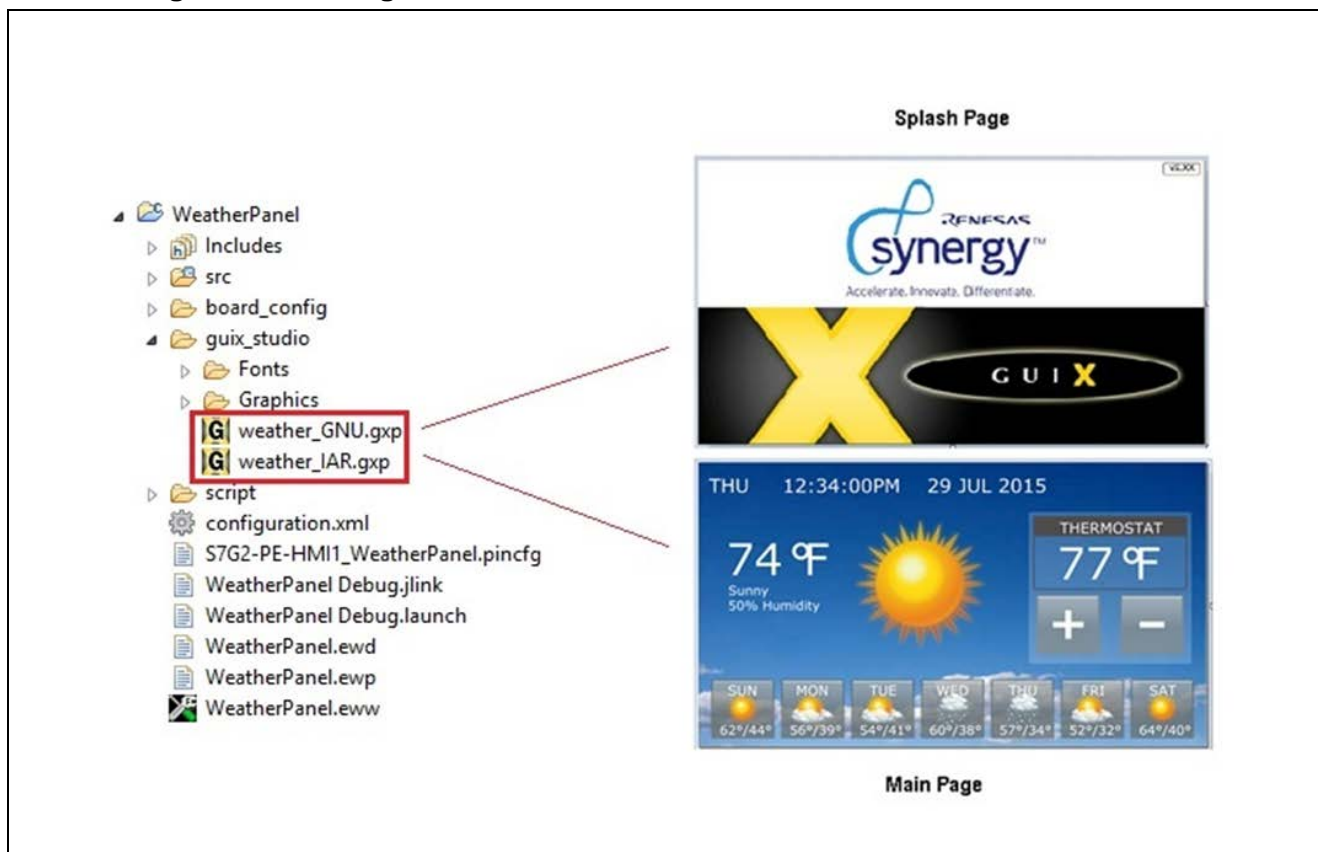 Splash Page
WeatherPanel
Includes
src
board_config
guix_studio
Fonts
Graphics
G weather_GNU.gxp
G weather_IAR.gxp
script
configuration.xml
S7G2-PE-HMI1_WeatherPanel.pincfg
WeatherPanel Debug.jlink
WeatherPanel Debug.launch
WeatherPanel.ewd
WeatherPanel.ewp
WeatherPanel.eww
RENESAS
synergy™
Accelerate. Innovate. Differentiate.
X
GUIX
THU 12:34:00PM 29 JUL 2015
74 °F
Sunny
50% Humidity
THERMOSTAT
77 °F
+ −
SUN MON TUE WED THU FRI SAT
62°/44° 56°/39° 54°/41° 60°/38° 57°/34° 52°/32° 64°/40°
Main Page